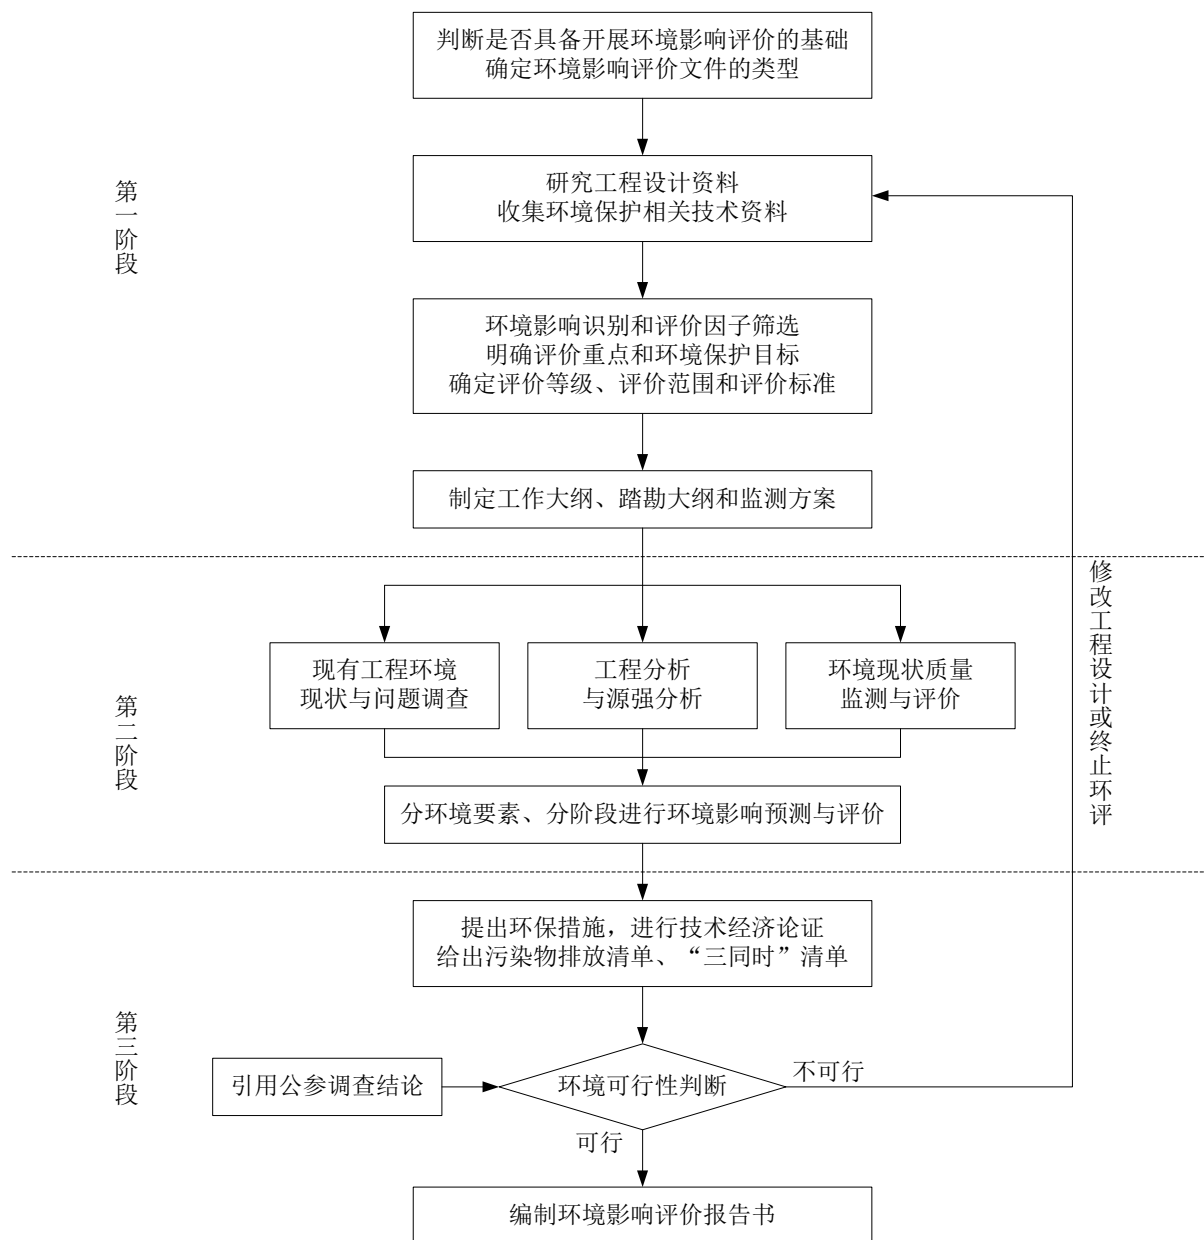 判断是否具备开展环境影响评价的基础
确定环境影响评价文件的类型
第一阶段
研究工程设计资料
收集环境保护相关技术资料
环境影响识别和评价因子筛选
明确评价重点和环境保护目标
确定评价等级、评价范围和评价标准
制定工作大纲、踏勘大纲和监测方案
修改工程设计或终止环评
第二阶段
现有工程环境
现状与问题调查
工程分析
与源强分析
环境现状质量
监测与评价
分环境要素、分阶段进行环境影响预测与评价
第三阶段
提出环保措施，进行技术经济论证
给出污染物排放清单、“三同时”清单
引用公参调查结论
环境可行性判断
不可行
可行
编制环境影响评价报告书